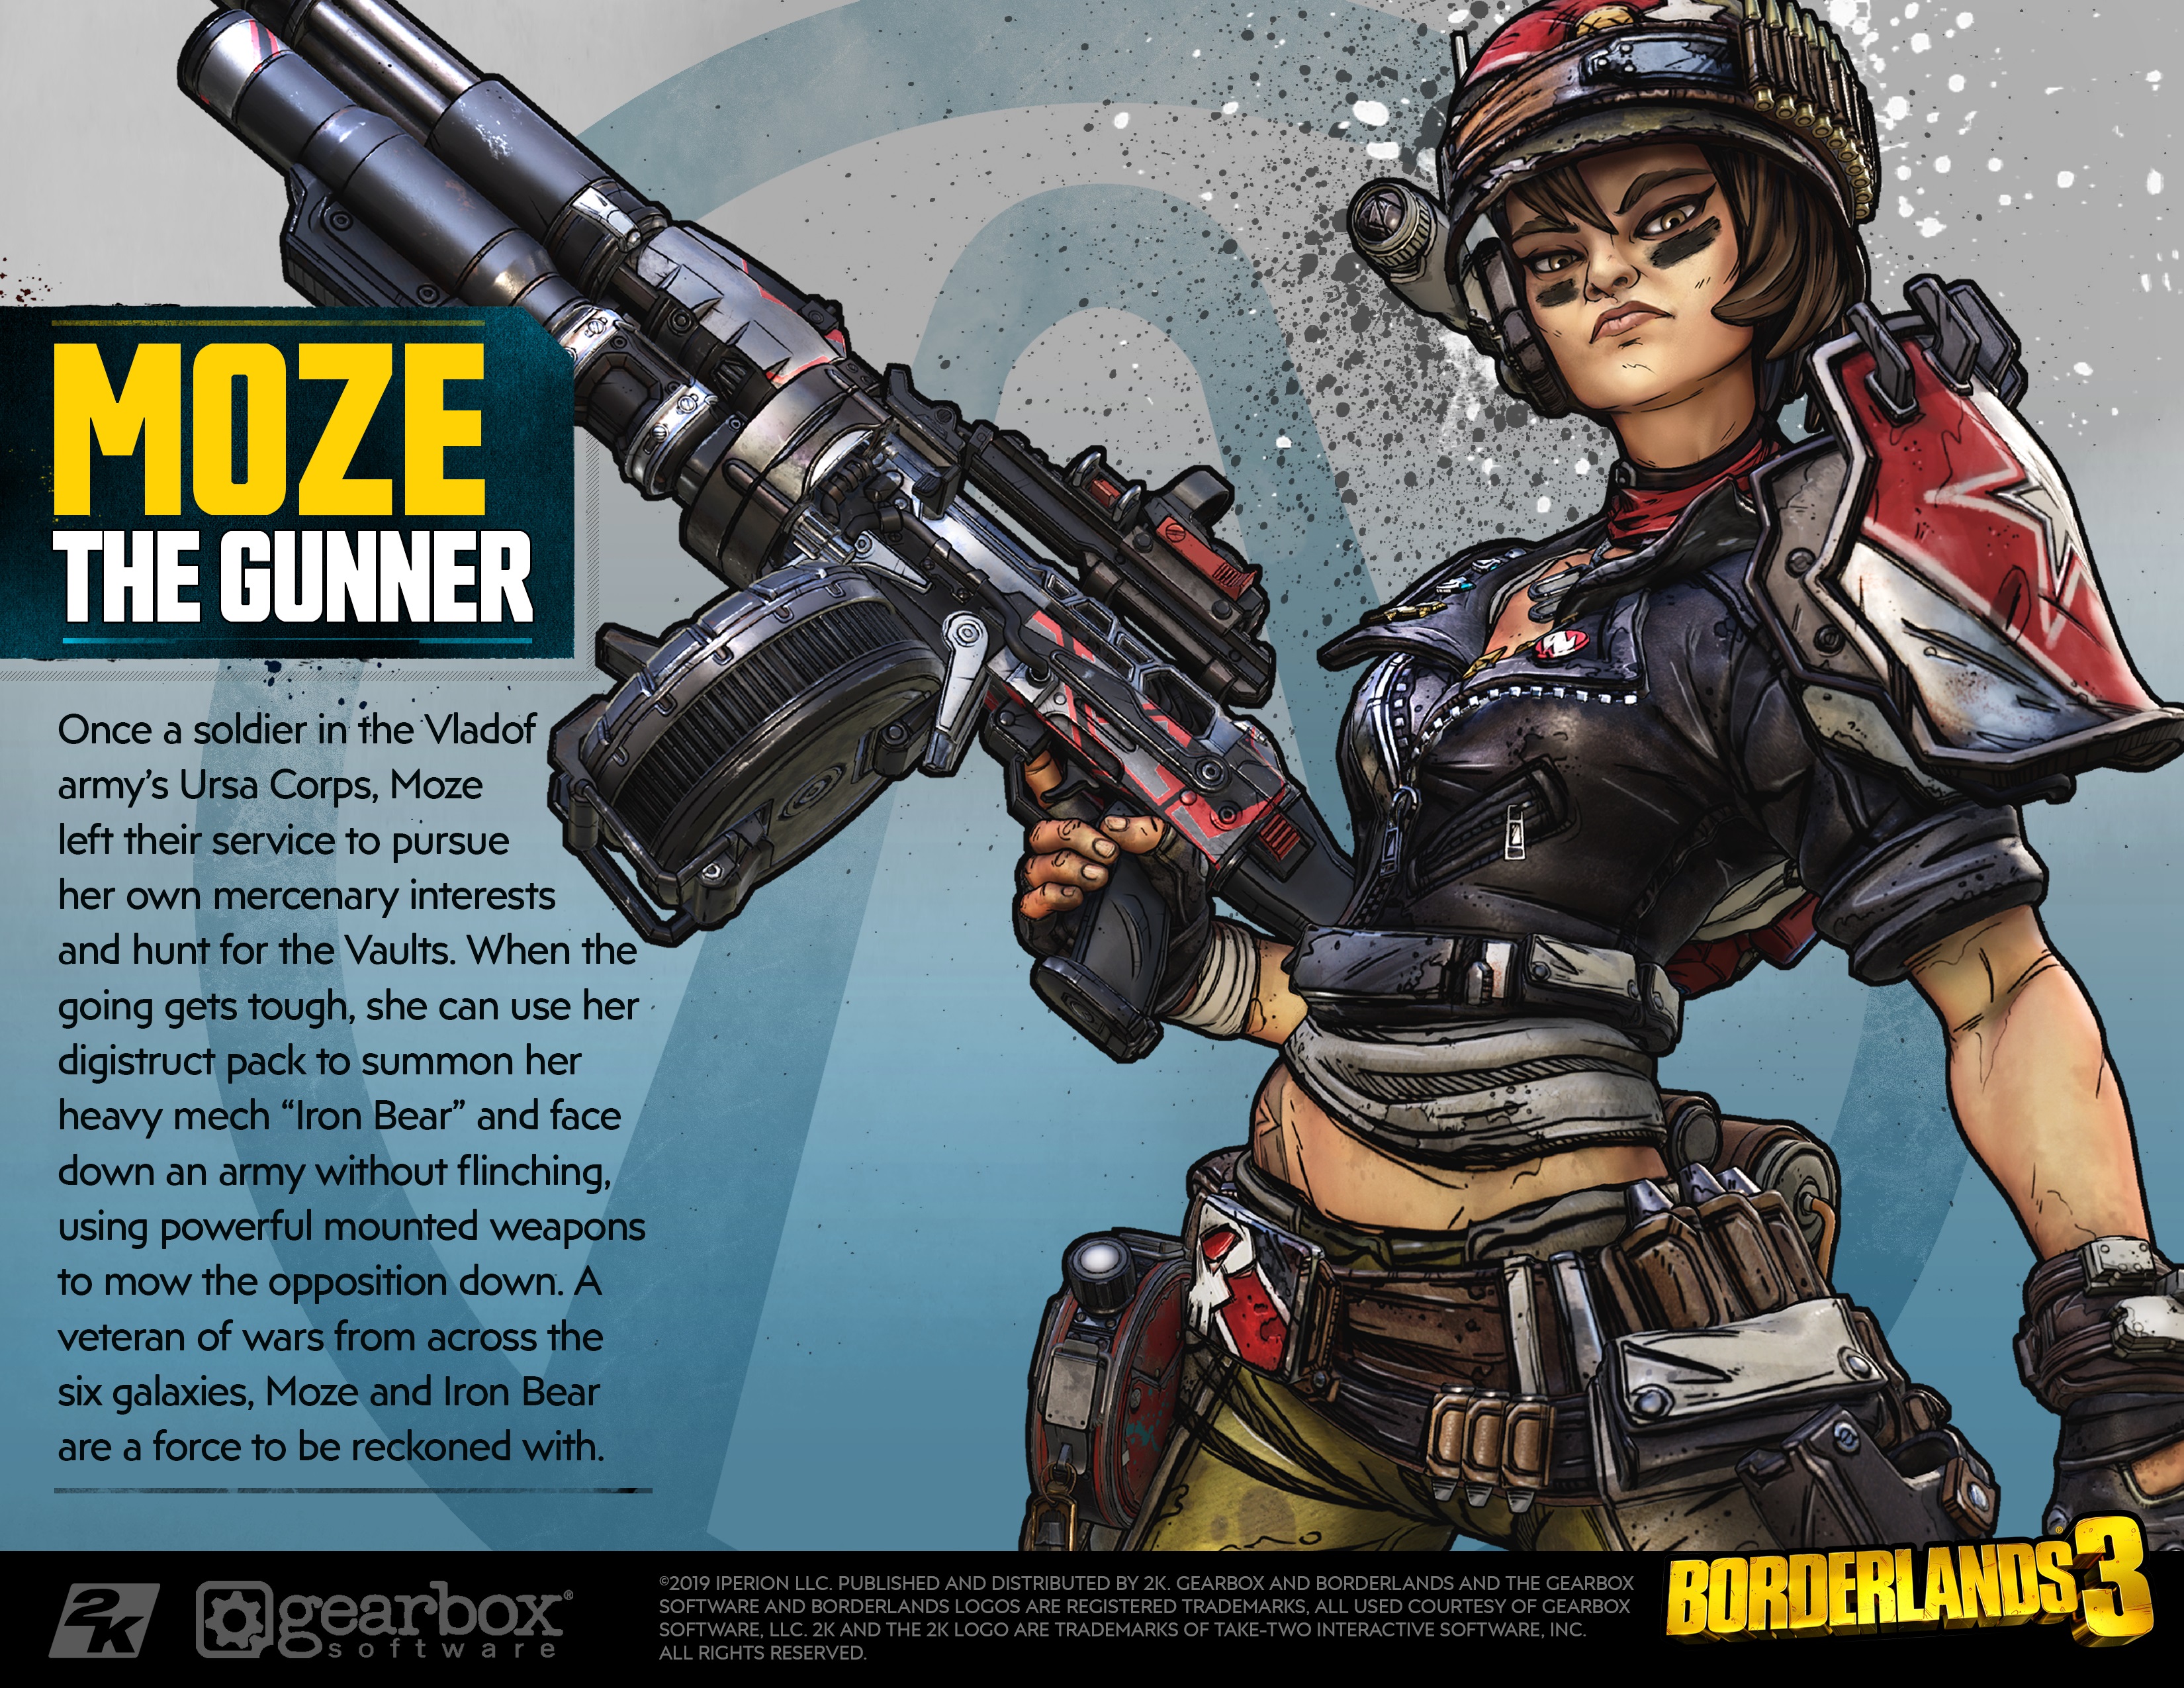 MOZE
THE GUNNER
Once a soldier in the Vladof
army’s Ursa Corps, Moze
left their service to pursue
her own mercenary interests
and hunt for the Vaults. When the
going gets tough, she can use her
digistruct pack to summon her
heavy mech “Iron Bear” and face
down an army without flinching,
using powerful mounted weapons
to mow the opposition down. A
veteran of wars from across the
six galaxies, Moze and Iron Bear
are a force to be reckoned with.
2K
gearbox®
software
©2019 IPERION LLC. PUBLISHED AND DISTRIBUTED BY 2K. GEARBOX AND BORDERLANDS AND THE GEARBOX
SOFTWARE AND BORDERLANDS LOGOS ARE REGISTERED TRADEMARKS, ALL USED COURTESY OF GEARBOX
SOFTWARE, LLC. 2K AND THE 2K LOGO ARE TRADEMARKS OF TAKE-TWO INTERACTIVE SOFTWARE, INC.
ALL RIGHTS RESERVED.
BORDERLANDS® 3